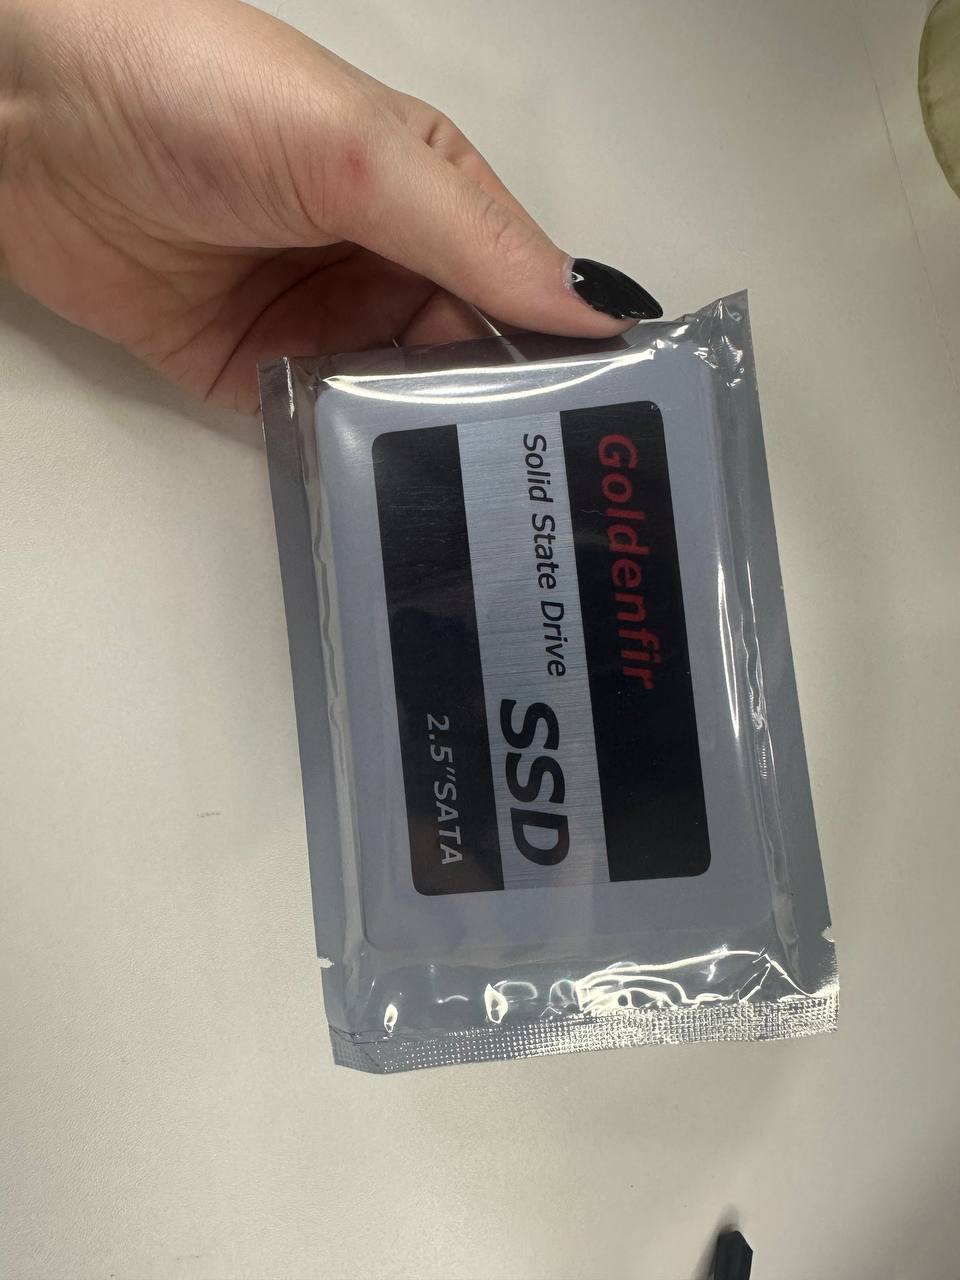 Goldenfir
Solid State Drive SSD
2.5"SATA